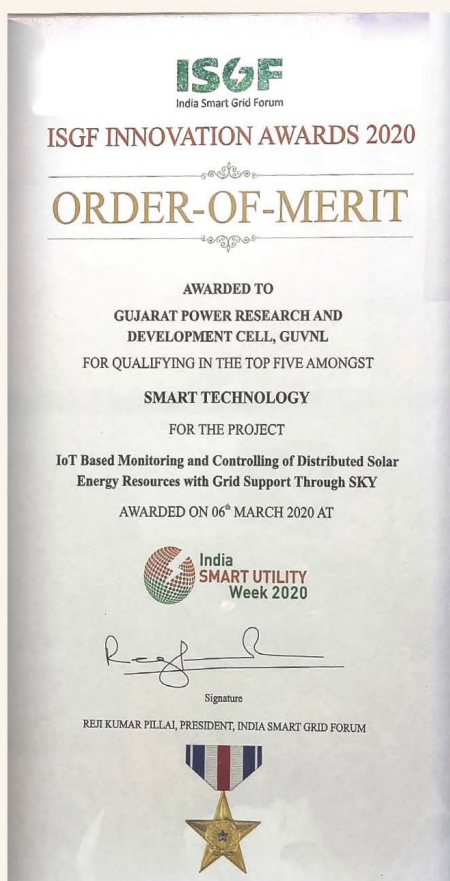 ISGF
India Smart Grid Forum
ISGF INNOVATION AWARDS 2020
ORDER-OF-MERIT
AWARDED TO
GUJARAT POWER RESEARCH AND
DEVELOPMENT CELL, GUVNL
FOR QUALIFYING IN THE TOP FIVE AMONGST
SMART TECHNOLOGY
FOR THE PROJECT
IoT Based Monitoring and Controlling of Distributed Solar
Energy Resources with Grid Support Through SKY
AWARDED ON 06th MARCH 2020 AT
India
SMART UTILITY
Week 2020
Signature
REJI KUMAR PILLAI, PRESIDENT, INDIA SMART GRID FORUM